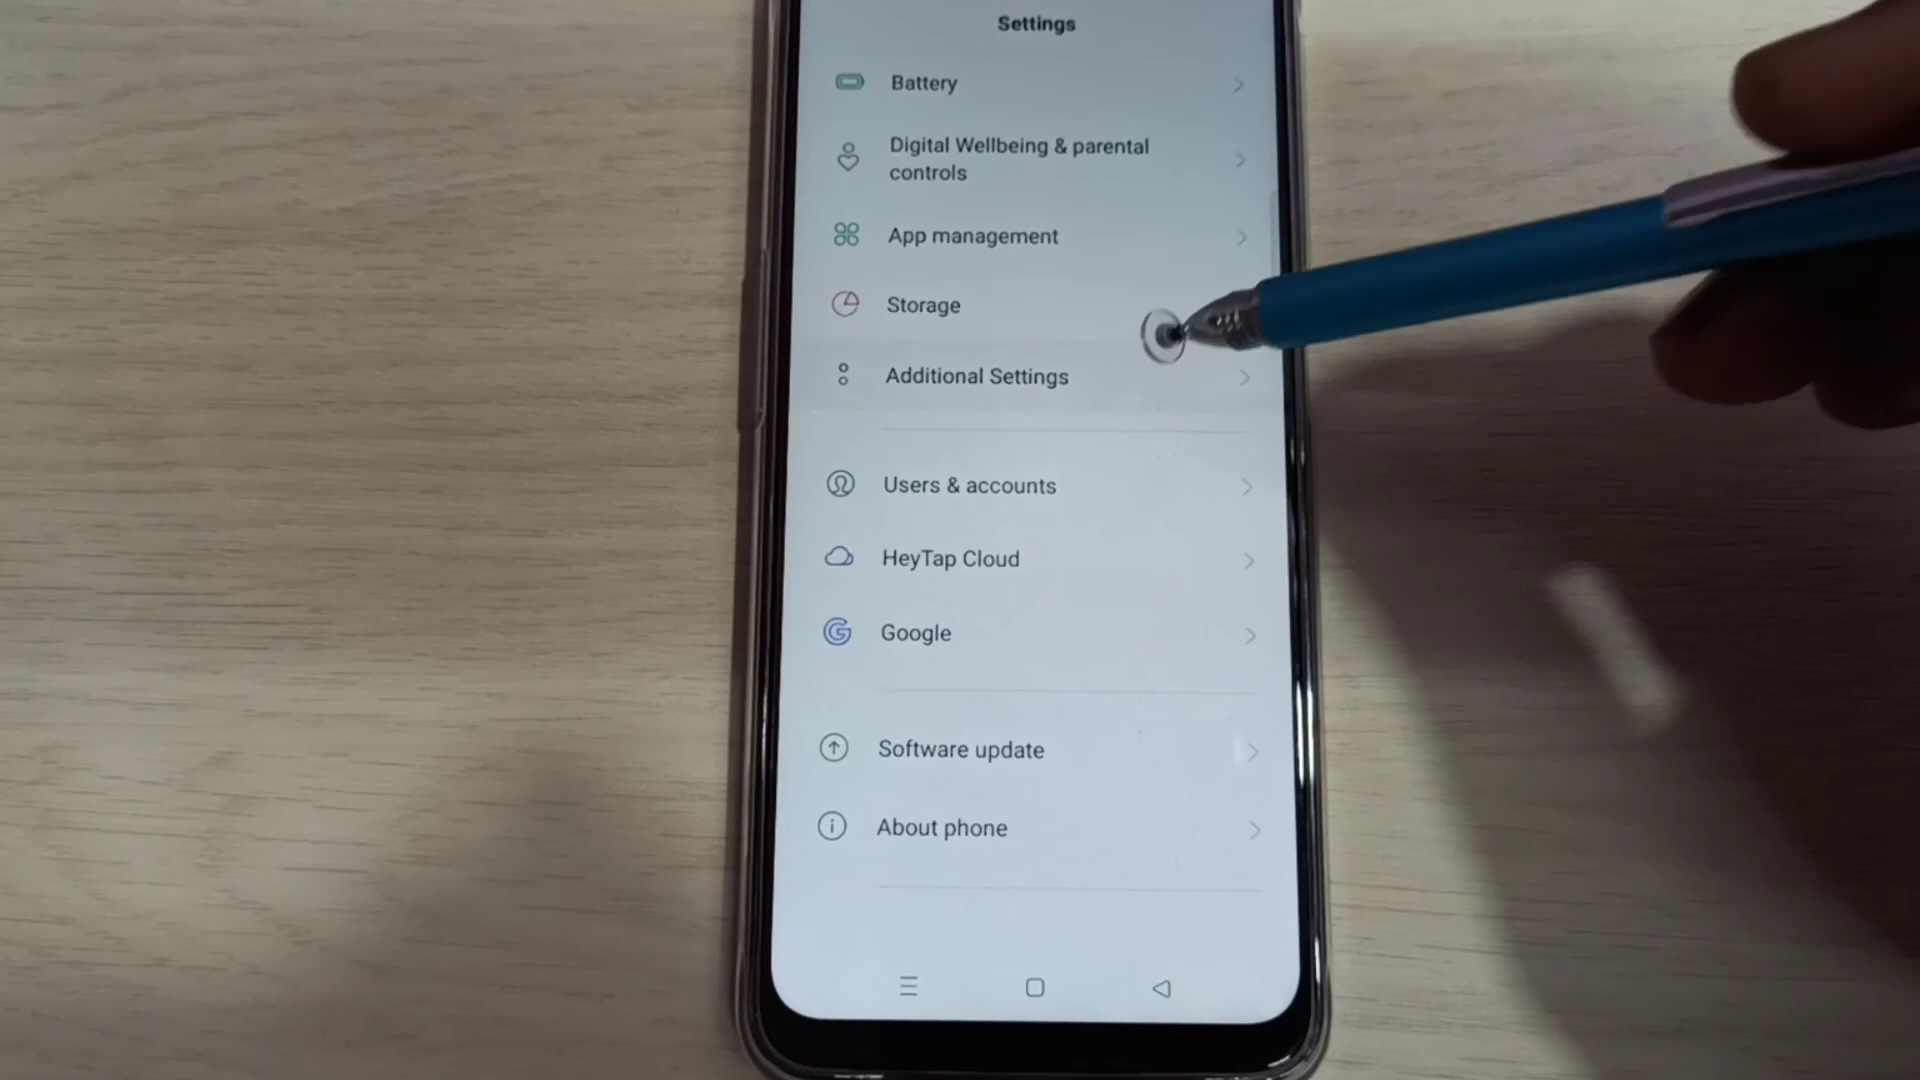 Settings
Battery
Digital Wellbeing & parental
controls
App management
Storage
Additional Settings
Users & accounts
HeyTap Cloud
Google
Software update
About phone